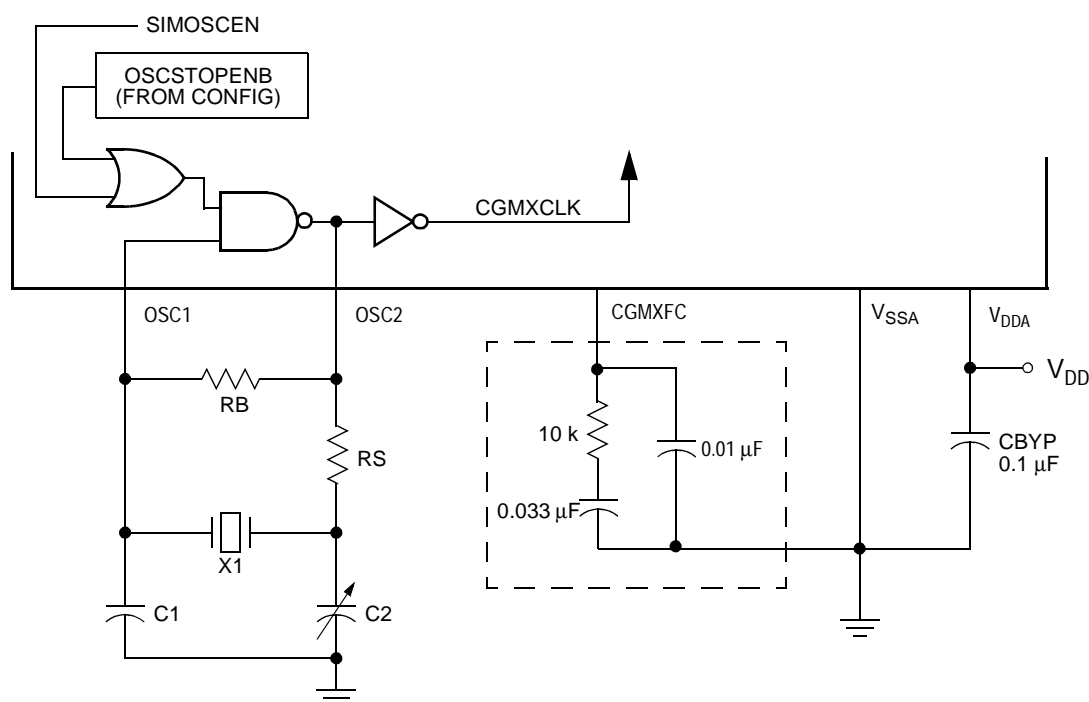 SIMOSCEN
OSCSTOPENB
(FROM CONFIG)
CGMXCLK
OSC1
OSC2
CGMXFC
VSSA
VDDA
VDD
RB
RS
10 k
0.01 μF
CBYP
0.1 μF
0.033 μF
X1
C1
C2